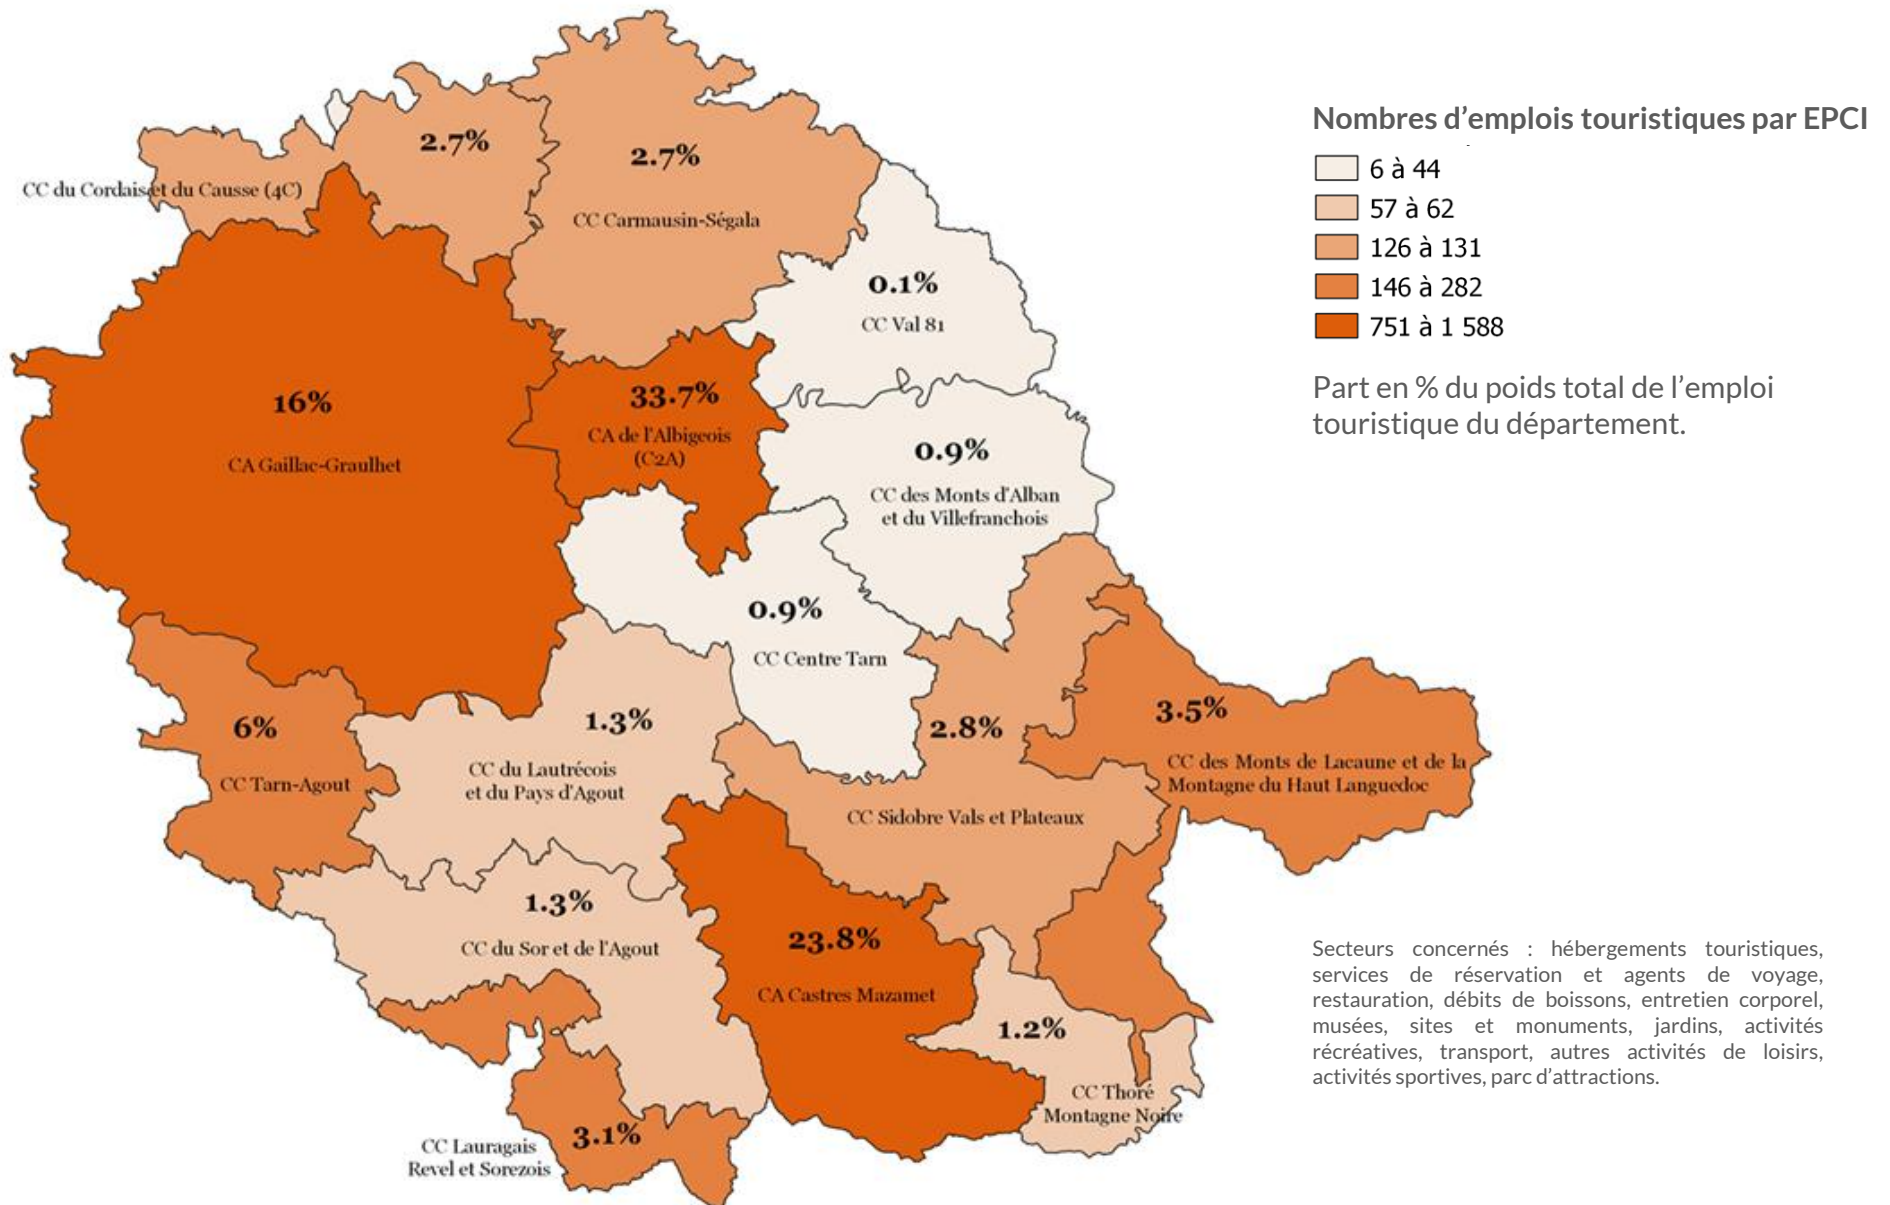 Nombres d’emplois touristiques par EPCI
6 à 44
57 à 62
126 à 131
146 à 282
751 à 1 588
Part en % du poids total de l’emploi
touristique du département.
2.7%
2.7%
CC du Cordais et du Causse (4C)
CC Carmausin-Ségala
0.1%
CC Val 81
16%
CA Gaillac-Graulhet
33.7%
CA de l'Albigeois
(C2A)
0.9%
CC des Monts d'Alban
et du Villefranchois
0.9%
CC Centre Tarn
6%
CC Tarn-Agout
1.3%
CC du Lautrécois
et du Pays d'Agout
2.8%
CC Sidobre Vals et Plateaux
3.5%
CC des Monts de Lacaune et de la
Montagne du Haut Languedoc
1.3%
CC du Sor et de l'Agout
23.8%
CA Castres Mazamet
1.2%
CC Thoré
Montagne Noire
3.1%
CC Lauragais
Revel et Sorezois
Secteurs concernés : hébergements touristiques,
services de réservation et agents de voyage,
restauration, débits de boissons, entretien corporel,
musées, sites et monuments, jardins, activités
récréatives, transport, autres activités de loisirs,
activités sportives, parc d’attractions.